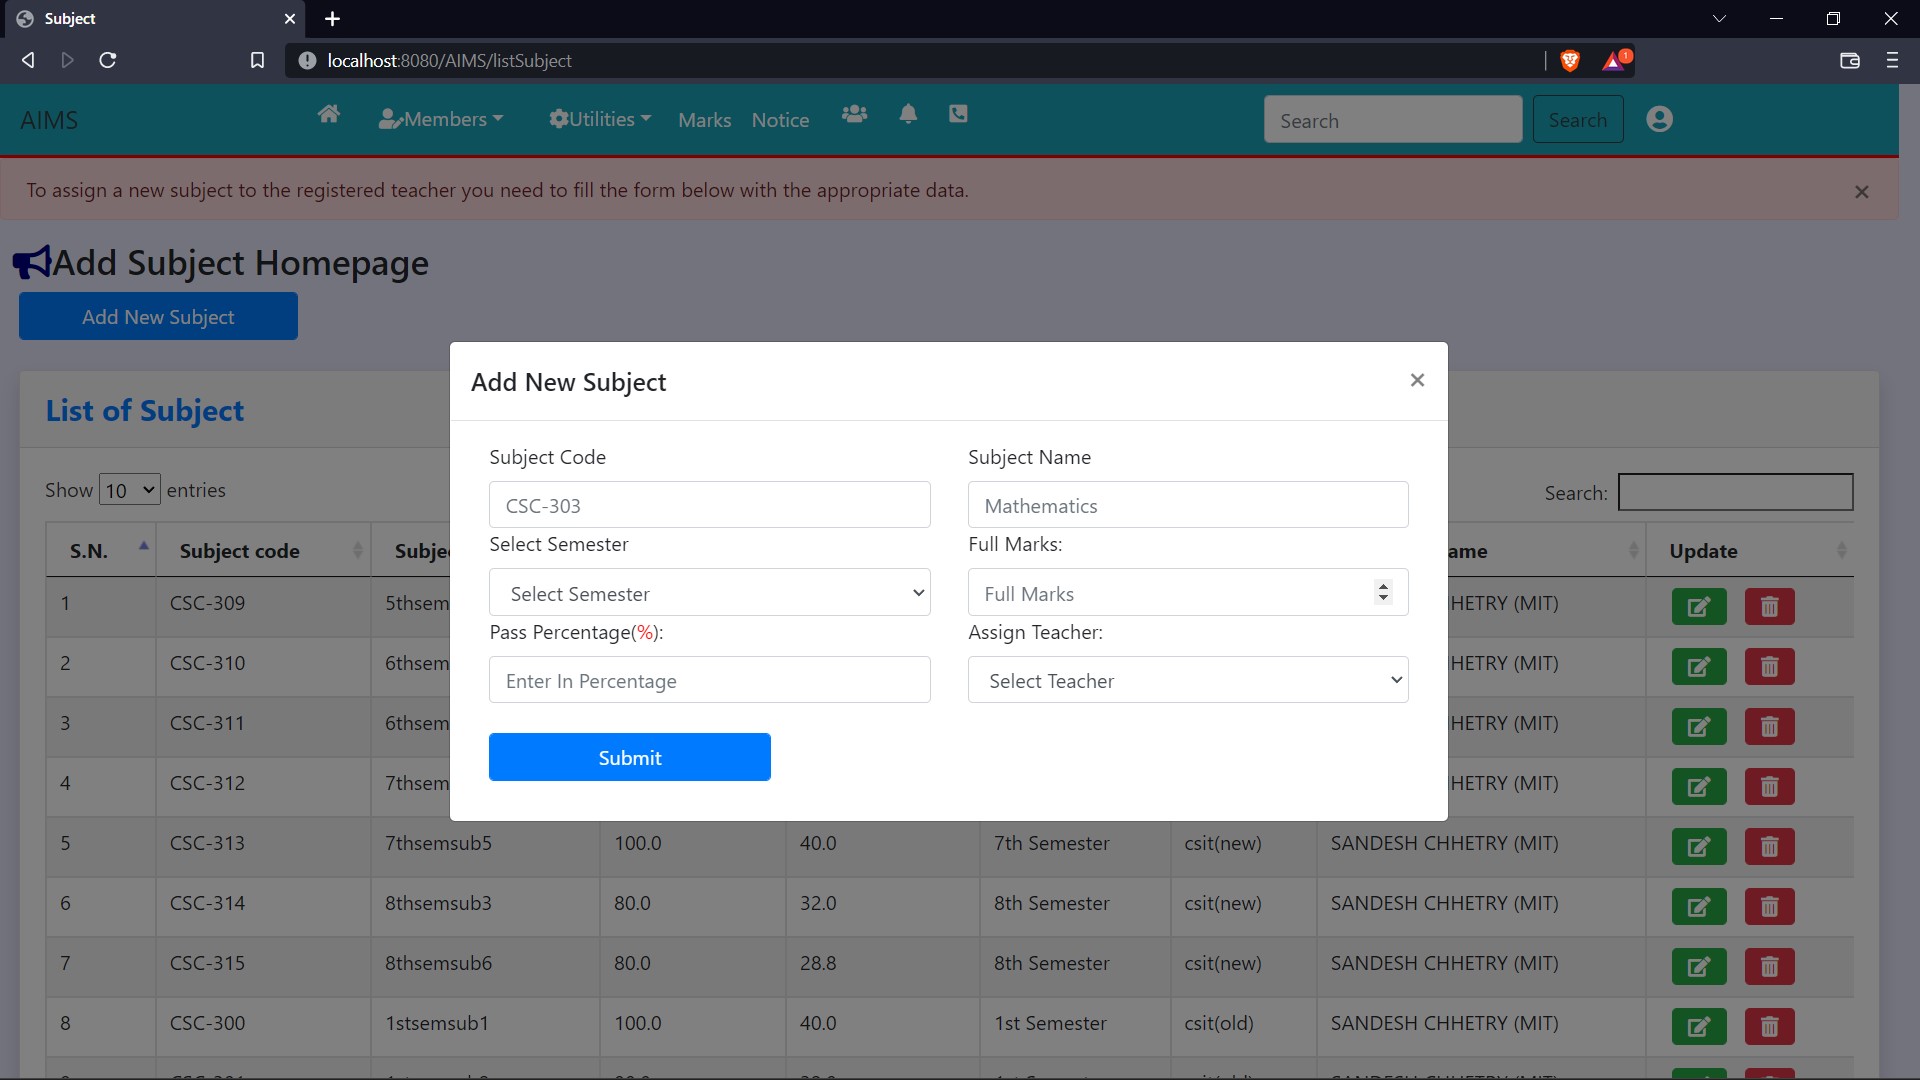 Subject
localhost:8080/AIMS/listSubject
1
AIMS
Members
Utilities
Marks
Notice
Search
Search
To assign a new subject to the registered teacher you need to fill the form below with the appropriate data.
Add Subject Homepage
Add New Subject
List of Subject
Show 10 entries
Search:
Add New Subject
Subject Code
Subject Name
CSC-303
Mathematics
Select Semester
Full Marks:
Select Semester
Full Marks
Pass Percentage(%):
Assign Teacher:
Enter In Percentage
Select Teacher
Submit
S.N. Subject code Subje ame Update
1 CSC-309 5thsem HETRY (MIT)
2 CSC-310 6thsem HETRY (MIT)
3 CSC-311 6thsem HETRY (MIT)
4 CSC-312 7thsem HETRY (MIT)
5 CSC-313 7thsemsub5 100.0 40.0 7th Semester csit(new) SANDESH CHHETRY (MIT)
6 CSC-314 8thsemsub3 80.0 32.0 8th Semester csit(new) SANDESH CHHETRY (MIT)
7 CSC-315 8thsemsub6 80.0 28.8 8th Semester csit(new) SANDESH CHHETRY (MIT)
8 CSC-300 1stsemsub1 100.0 40.0 1st Semester csit(old) SANDESH CHHETRY (MIT)